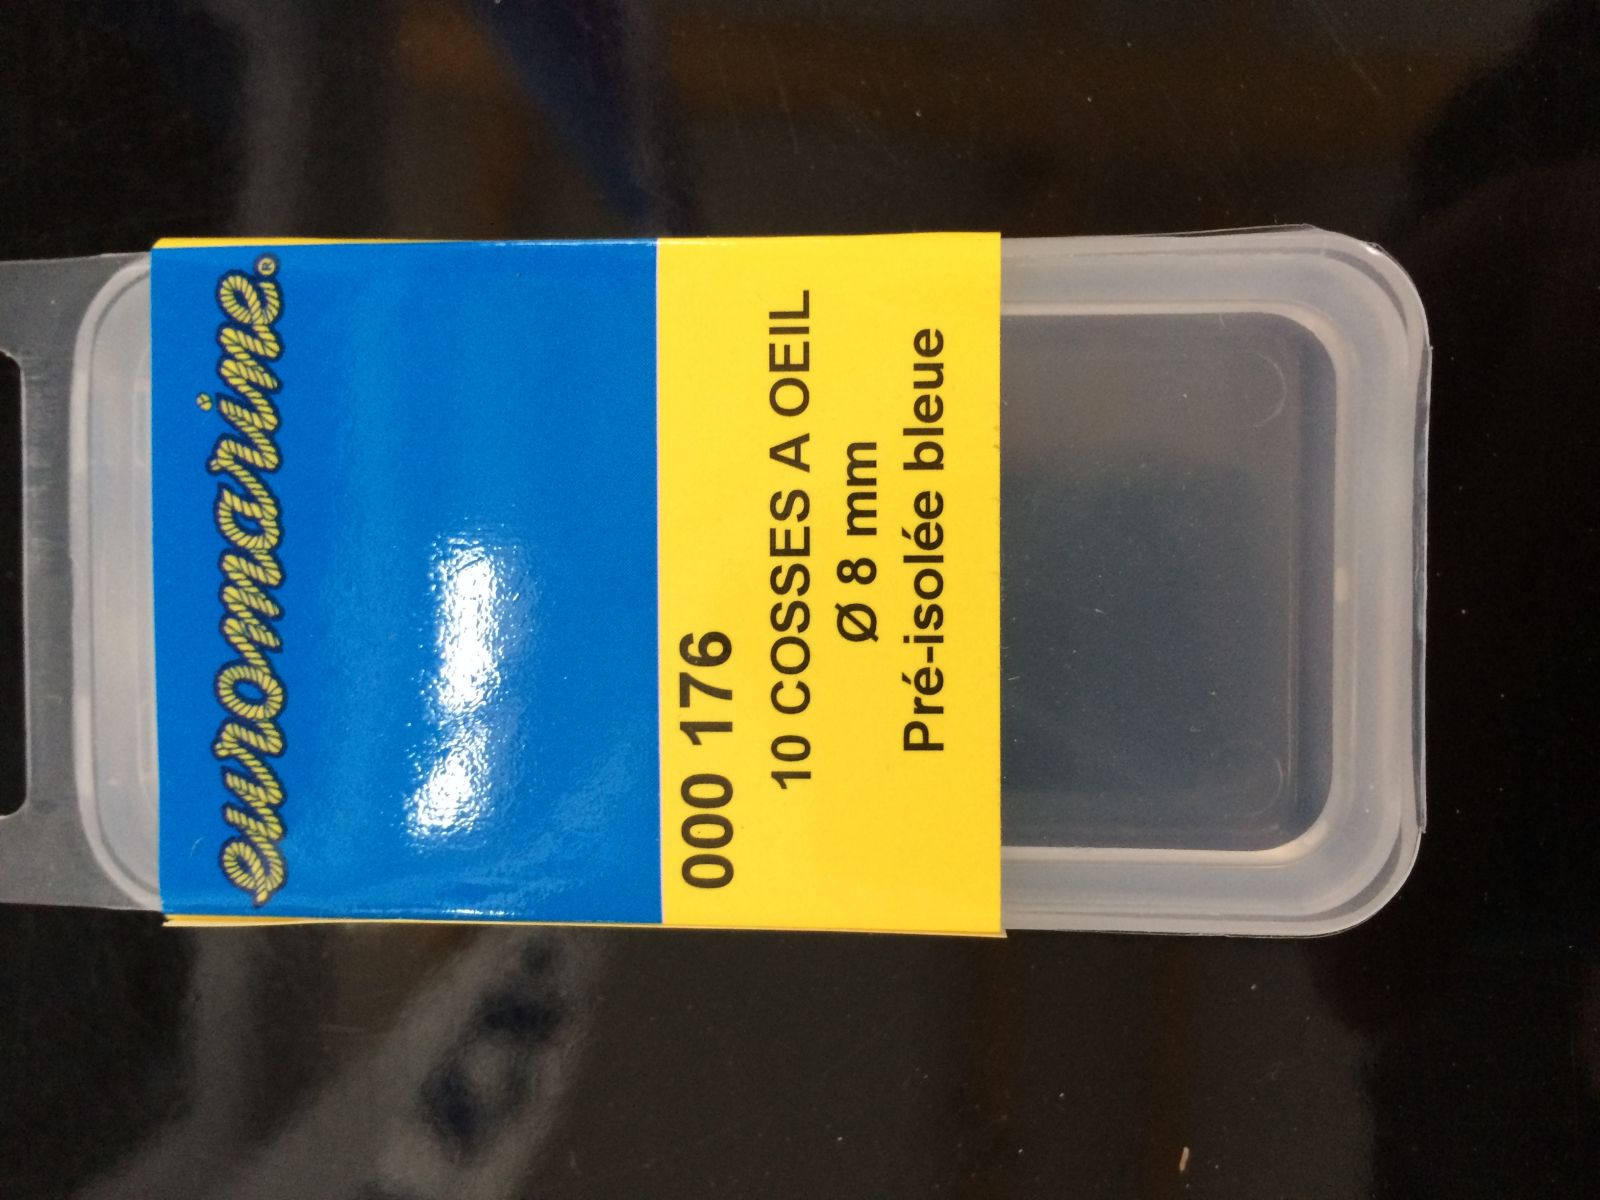 euromarine®
000 176
10 COSSES A OEIL
Ø 8 mm
Pré-isolée bleue